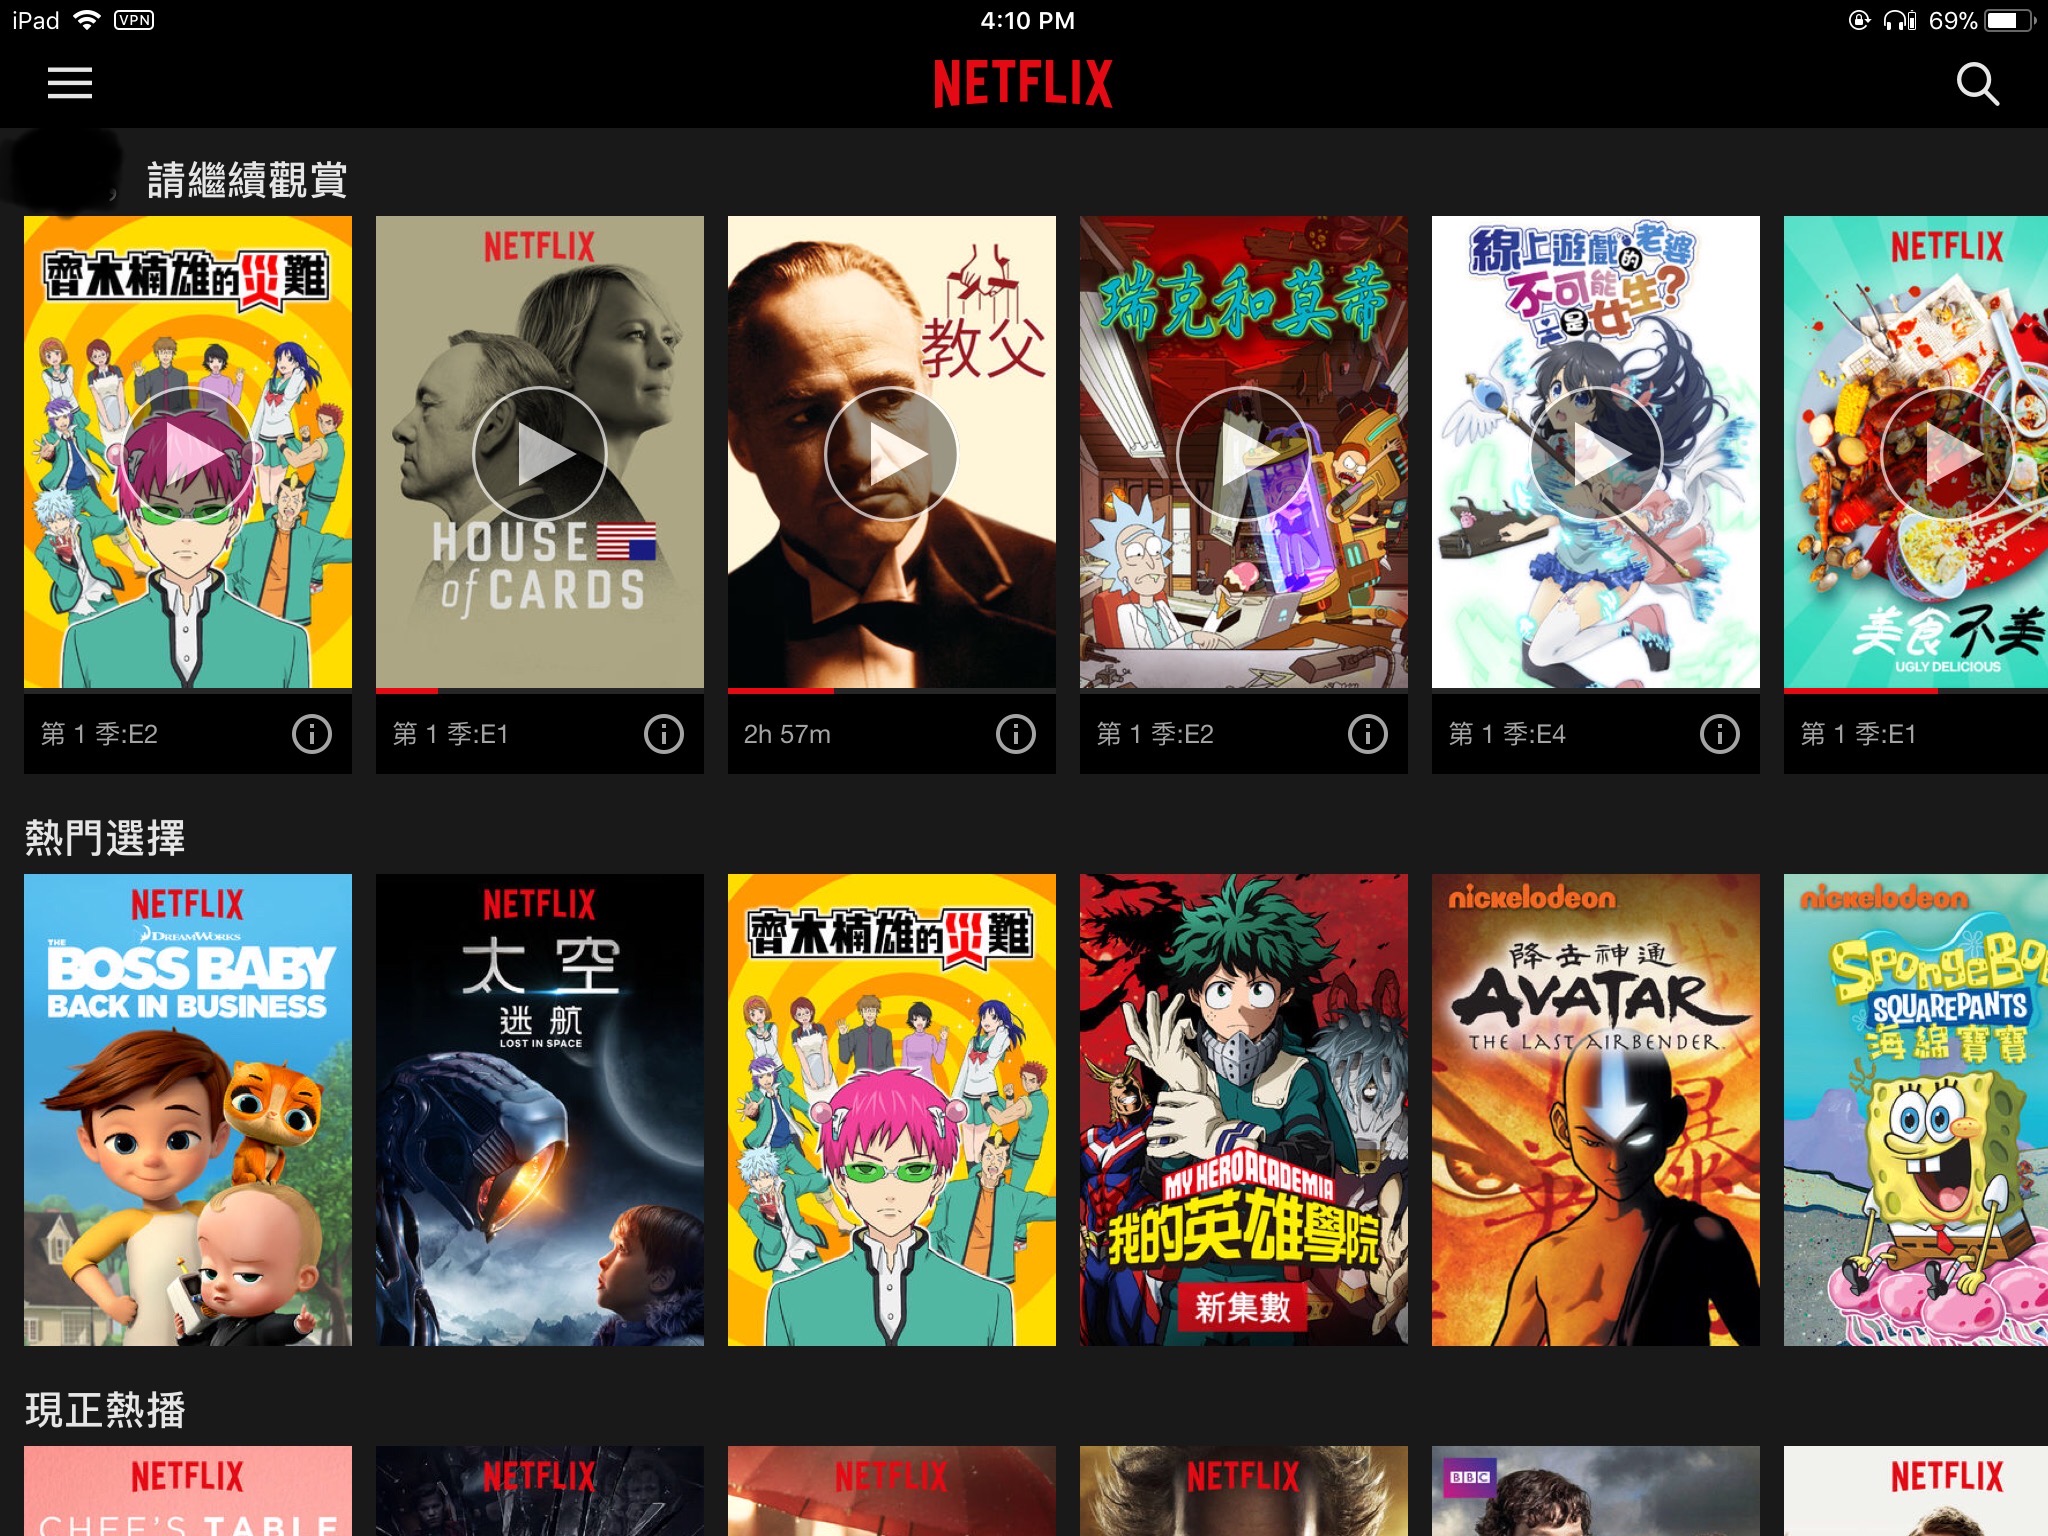 iPad VPN 4:10 PM 69%
NETFLIX
, 請繼續觀賞
齊木楠雄的災難
NETFLIX
HOUSE
of CARDS
教父
瑞克和莫蒂
線上遊戲的老婆
不可能是女生?
NETFLIX
美食不美
UGLY DELICIOUS
第 1 季:E2
第 1 季:E1
2h 57m
第 1 季:E2
第 1 季:E4
第 1 季:E1
熱門選擇
NETFLIX
DREAMWORKS
THE
BOSS BABY
BACK IN BUSINESS
NETFLIX
太空
迷航
LOST IN SPACE
齊木楠雄的災難
MY HERO ACADEMIA
我的英雄學院
新集數
nickelodeon
降世神通
AVATAR
THE LAST AIRBENDER
nickelodeon
SPONGEBO
SQUAREPANTS
海綿寶寶
現正熱播
NETFLIX
CHEF'S TABLE
NETFLIX
NETFLIX
NETFLIX
BBC
NETFLIX